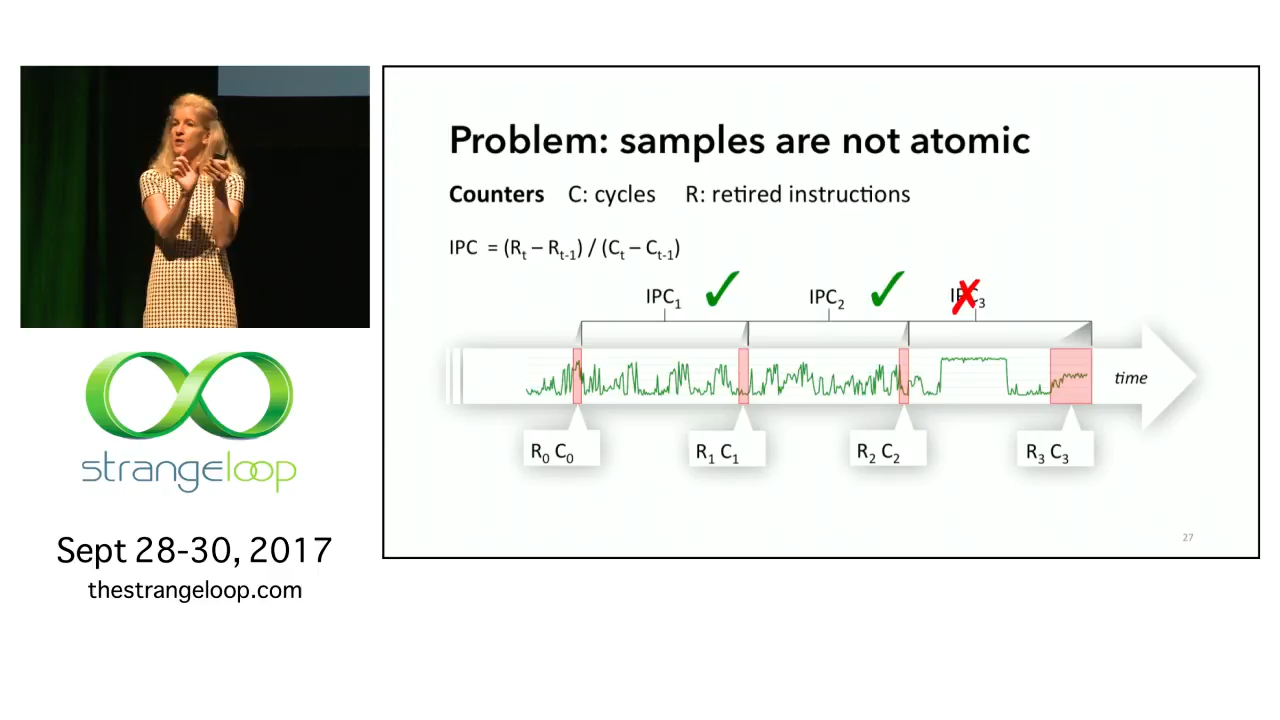 Problem: samples are not atomic
Counters C: cycles R: retired instructions
IPC = (Rt – Rt-1) / (Ct – Ct-1)
IPC1 IPC2 IPC3
time
R0 C0 R1 C1 R2 C2 R3 C3
27
strangeloop
Sept 28-30, 2017
thestrangeloop.com